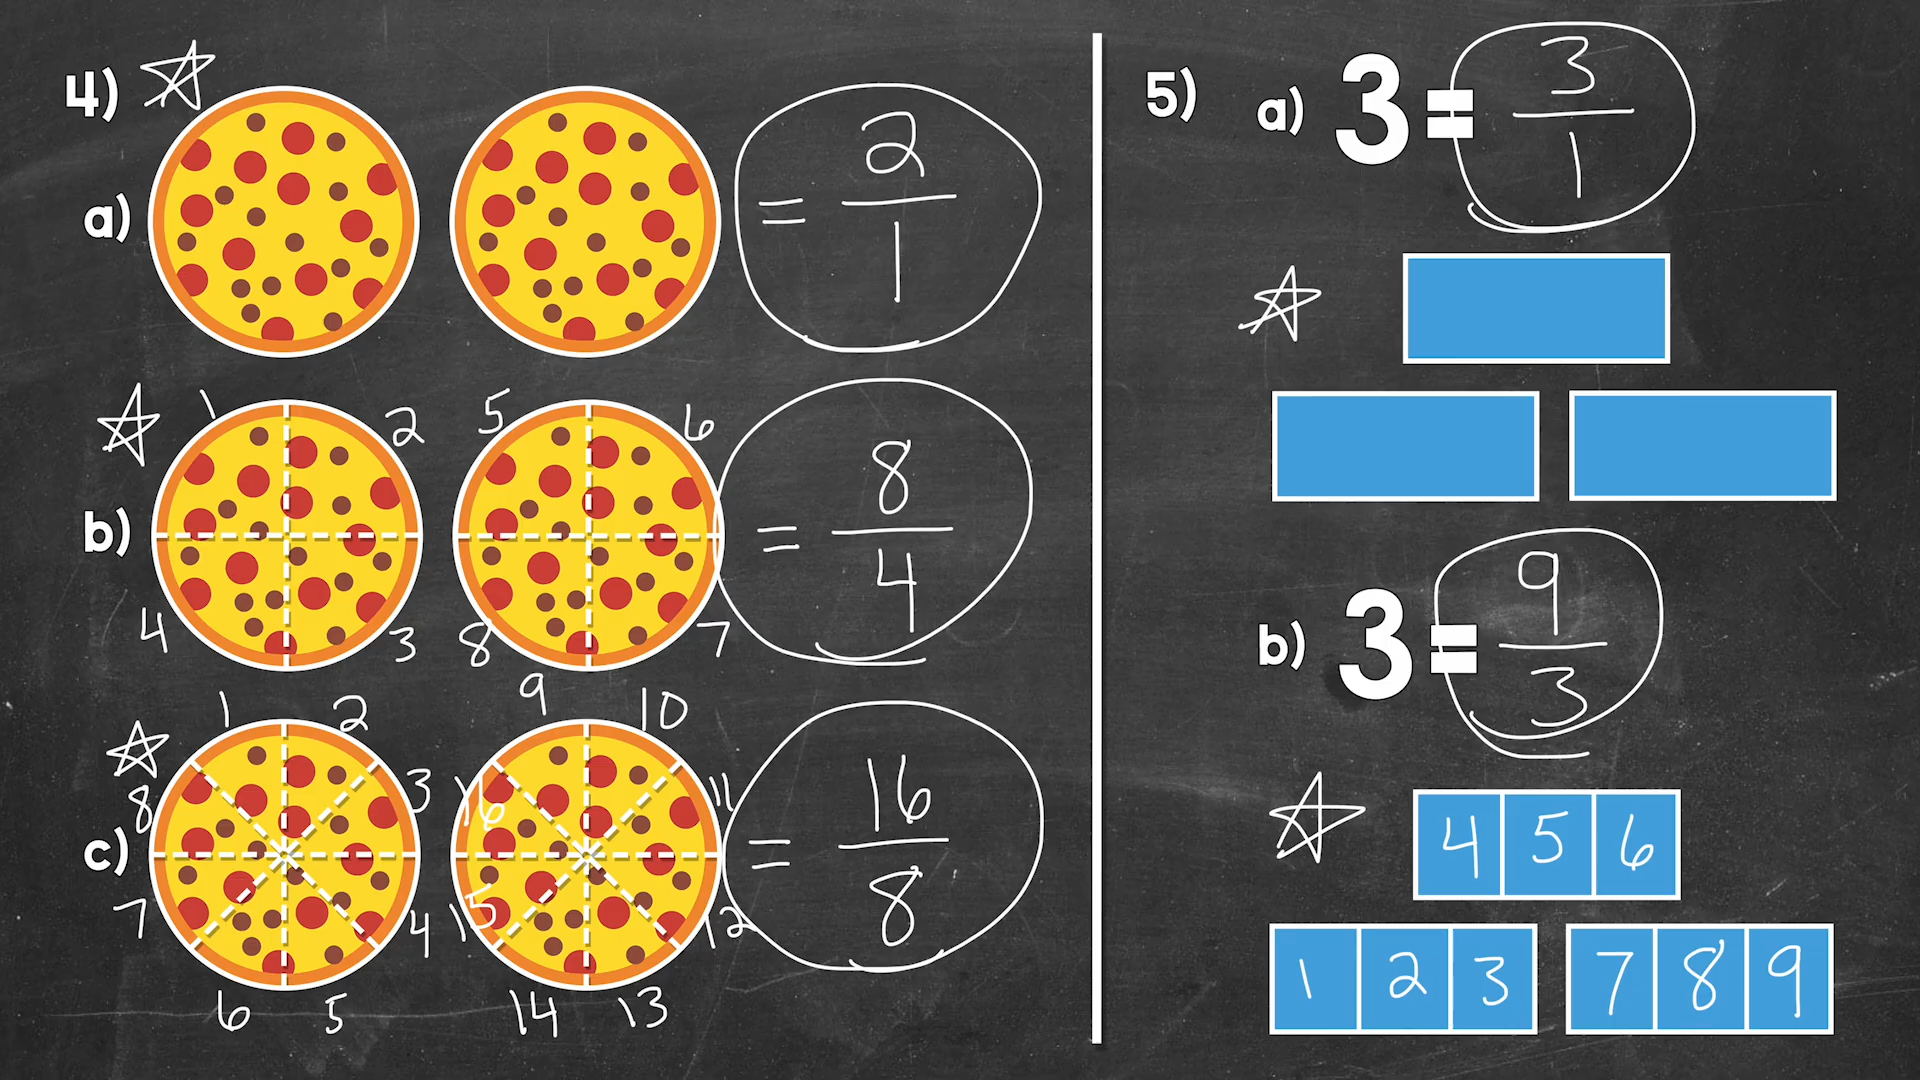 4)
a)
= 2/1
b)
1 2 5 6
4 3 8 7
= 8/4
c)
1 2 9 10
8 3 16 11
7 4 15 12
6 5 14 13
= 16/8
5) a) 3 = 3/1
b) 3 = 9/3
4 5 6
1 2 3 7 8 9